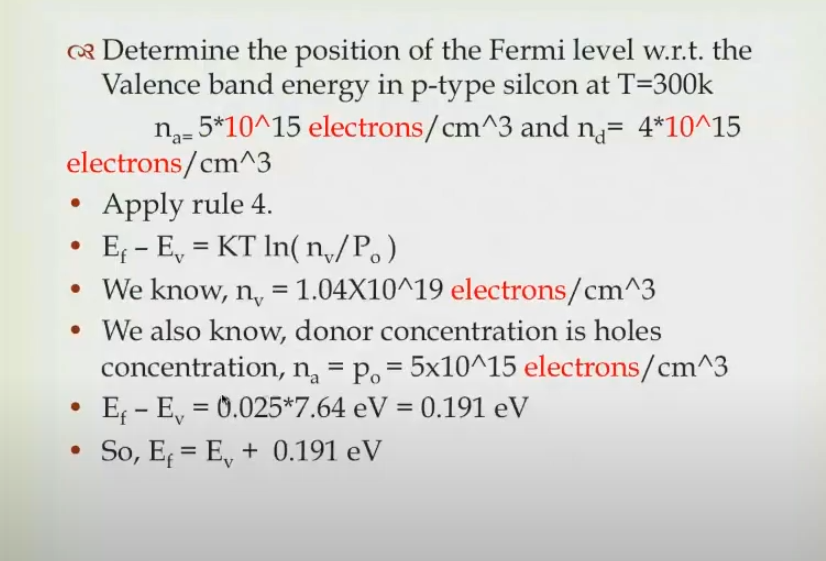 Determine the position of the Fermi level w.r.t. the
Valence band energy in p-type silcon at T=300k
nₐ₌ 5*10^15 electrons/cm^3 and n_d= 4*10^15
electrons/cm^3
• Apply rule 4.
• E_f – E_v = KT ln( n_v/P_o )
• We know, n_v = 1.04X10^19 electrons/cm^3
• We also know, donor concentration is holes
concentration, n_a = p_o = 5x10^15 electrons/cm^3
• E_f – E_v = 0.025*7.64 eV = 0.191 eV
• So, E_f = E_v + 0.191 eV